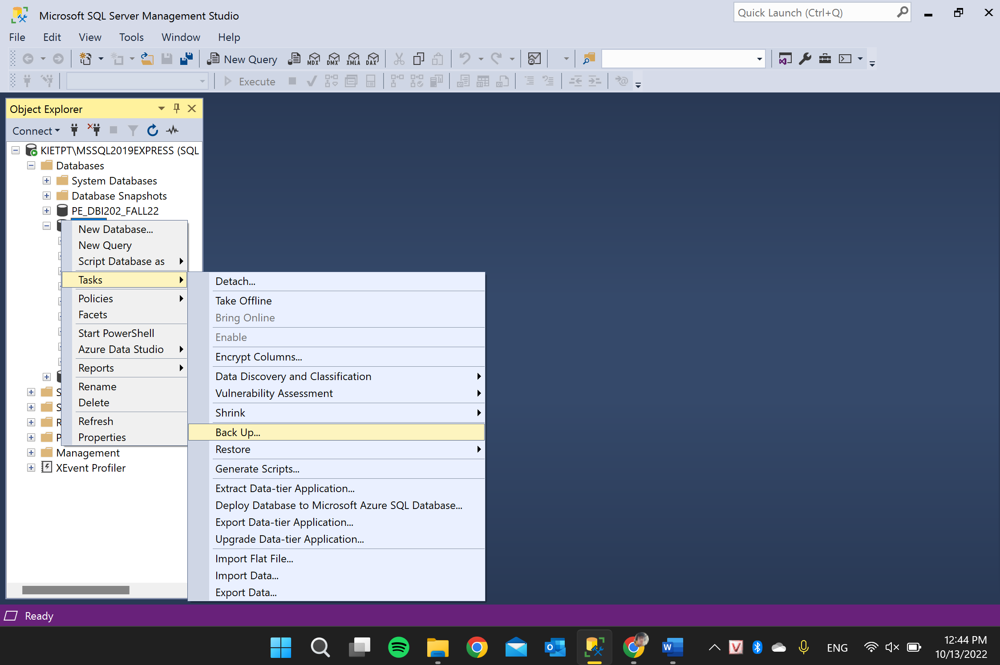 Microsoft SQL Server Management Studio
Quick Launch (Ctrl+Q)
File Edit View Tools Window Help
New Query MDX DMX XMLA DAX
Execute
Object Explorer
Connect
KIETPT\MSSQL2019EXPRESS (SQL
Databases
System Databases
Database Snapshots
PE_DBI202_FALL22
New Database...
New Query
Script Database as
Tasks
Policies
Facets
Start PowerShell
Azure Data Studio
Reports
Rename
Delete
Refresh
Properties
S
S
R
P
Management
XEvent Profiler
Detach...
Take Offline
Bring Online
Enable
Encrypt Columns...
Data Discovery and Classification
Vulnerability Assessment
Shrink
Back Up...
Restore
Generate Scripts...
Extract Data-tier Application...
Deploy Database to Microsoft Azure SQL Database...
Export Data-tier Application...
Upgrade Data-tier Application...
Import Flat File...
Import Data...
Export Data...
Ready
ENG
12:44 PM
10/13/2022